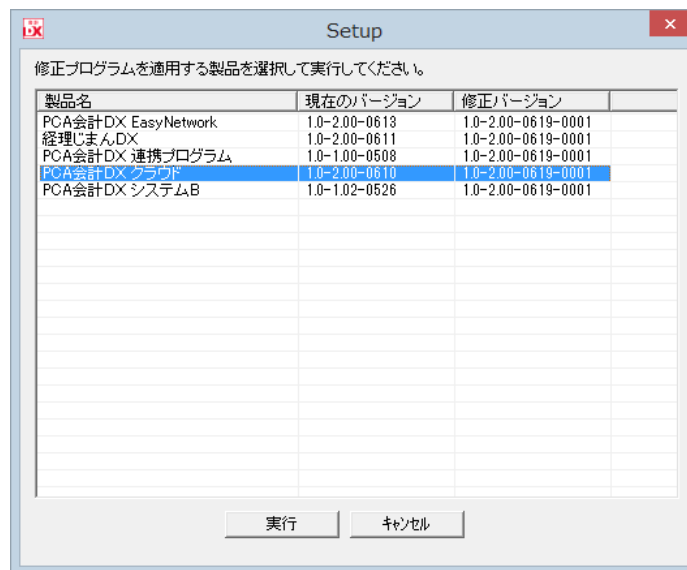 DX
Setup
修正プログラムを適用する製品を選択して実行してください。
製品名 現在のバージョン 修正バージョン
PCA会計DX EasyNetwork 1.0-2.00-0613 1.0-2.00-0619-0001
経理じまんDX 1.0-2.00-0611 1.0-2.00-0619-0001
PCA会計DX 連携プログラム 1.0-1.00-0508 1.0-2.00-0619-0001
PCA会計DX クラウド 1.0-2.00-0610 1.0-2.00-0619-0001
PCA会計DX システムB 1.0-1.02-0526 1.0-2.00-0619-0001
実行 キャンセル